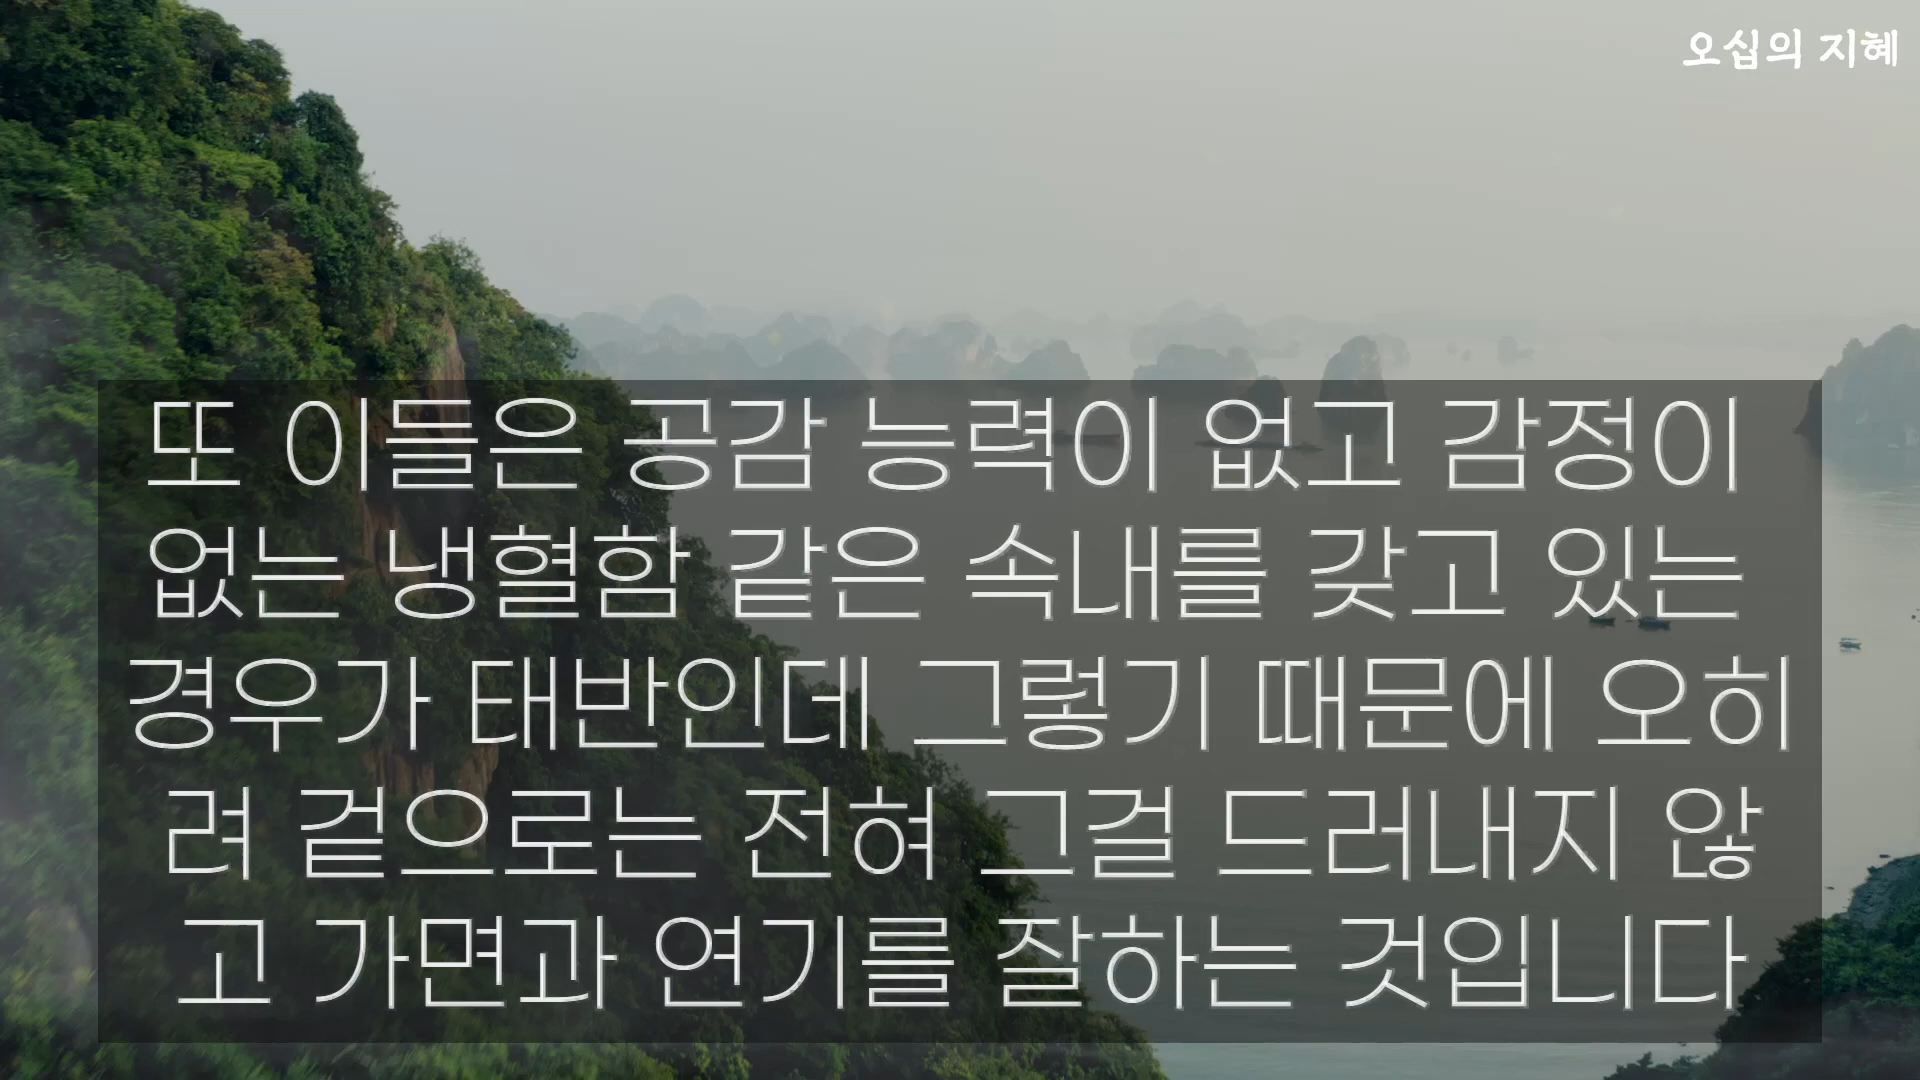 오십의 지혜
또 이들은 공감 능력이 없고 감정이
없는 냉혈함 같은 속내를 갖고 있는
경우가 태반인데 그렇기 때문에 오히
려 겉으로는 전혀 그걸 드러내지 않
고 가면과 연기를 잘하는 것입니다